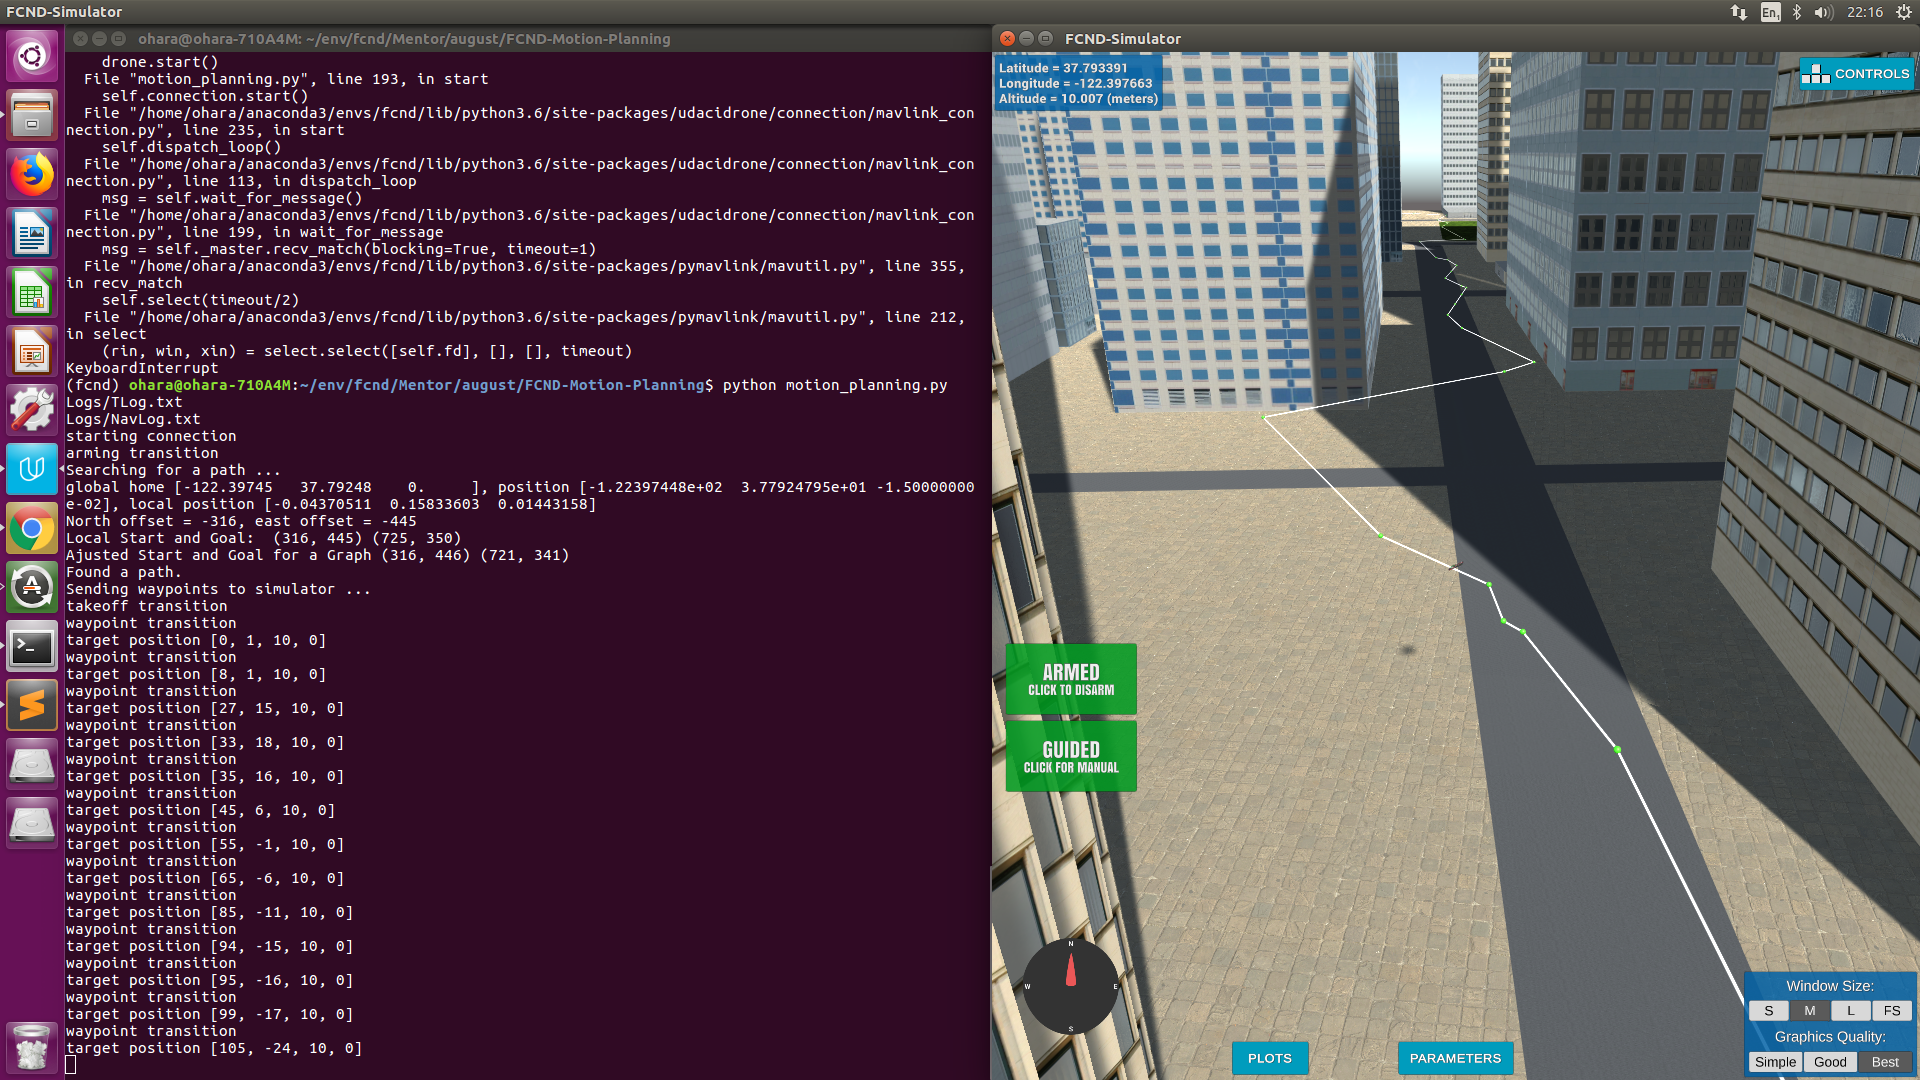 FCND-Simulator
En1
22:16
ohara@ohara-710A4M: ~/env/fcnd/Mentor/august/FCND-Motion-Planning
drone.start()
File "motion_planning.py", line 193, in start
self.connection.start()
File "/home/ohara/anaconda3/envs/fcnd/lib/python3.6/site-packages/udacidrone/connection/mavlink_con
nection.py", line 235, in start
self.dispatch_loop()
File "/home/ohara/anaconda3/envs/fcnd/lib/python3.6/site-packages/udacidrone/connection/mavlink_con
nection.py", line 113, in dispatch_loop
msg = self.wait_for_message()
File "/home/ohara/anaconda3/envs/fcnd/lib/python3.6/site-packages/udacidrone/connection/mavlink_con
nection.py", line 199, in wait_for_message
msg = self._master.recv_match(blocking=True, timeout=1)
File "/home/ohara/anaconda3/envs/fcnd/lib/python3.6/site-packages/pymavlink/mavutil.py", line 355,
in recv_match
self.select(timeout/2)
File "/home/ohara/anaconda3/envs/fcnd/lib/python3.6/site-packages/pymavlink/mavutil.py", line 212,
in select
(rin, win, xin) = select.select([self.fd], [], [], timeout)
KeyboardInterrupt
(fcnd) ohara@ohara-710A4M:~/env/fcnd/Mentor/august/FCND-Motion-Planning$ python motion_planning.py
Logs/TLog.txt
Logs/NavLog.txt
starting connection
arming transition
Searching for a path ...
global home [-122.39745   37.79248    0.      ], position [-1.22397448e+02  3.77924795e+01 -1.50000000
e-02], local position [-0.04370511  0.15833603  0.01443158]
North offset = -316, east offset = -445
Local Start and Goal:  (316, 445) (725, 350)
Ajusted Start and Goal for a Graph (316, 446) (721, 341)
Found a path.
Sending waypoints to simulator ...
takeoff transition
waypoint transition
target position [0, 1, 10, 0]
waypoint transition
target position [8, 1, 10, 0]
waypoint transition
target position [27, 15, 10, 0]
waypoint transition
target position [33, 18, 10, 0]
waypoint transition
target position [35, 16, 10, 0]
waypoint transition
target position [45, 6, 10, 0]
waypoint transition
target position [55, -1, 10, 0]
waypoint transition
target position [65, -6, 10, 0]
waypoint transition
target position [85, -11, 10, 0]
waypoint transition
target position [94, -15, 10, 0]
waypoint transition
target position [95, -16, 10, 0]
waypoint transition
target position [99, -17, 10, 0]
waypoint transition
target position [105, -24, 10, 0]
FCND-Simulator
Latitude = 37.793391
Longitude = -122.397663
Altitude = 10.007 (meters)
CONTROLS
ARMED
CLICK TO DISARM
GUIDED
CLICK FOR MANUAL
N
W
E
S
PLOTS
PARAMETERS
Window Size:
S M L FS
Graphics Quality:
Simple Good Best